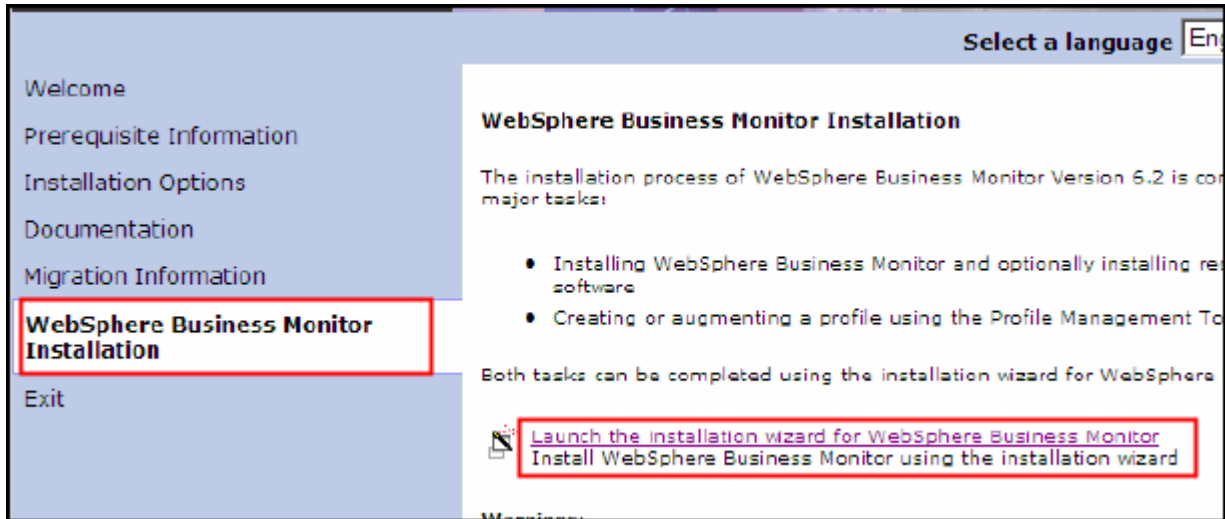 Select a language
Welcome
Prerequisite Information
Installation Options
Documentation
Migration Information
WebSphere Business Monitor
Installation
Exit
WebSphere Business Monitor Installation
The installation process of WebSphere Business Monitor Version 6.2 is
major tasks:
• Installing WebSphere Business Monitor and optionally installing
software
• Creating or augmenting a profile using the Profile Management
Both tasks can be completed using the installation wizard for WebSphere
Launch the installation wizard for WebSphere Business Monitor
Install WebSphere Business Monitor using the installation wizard